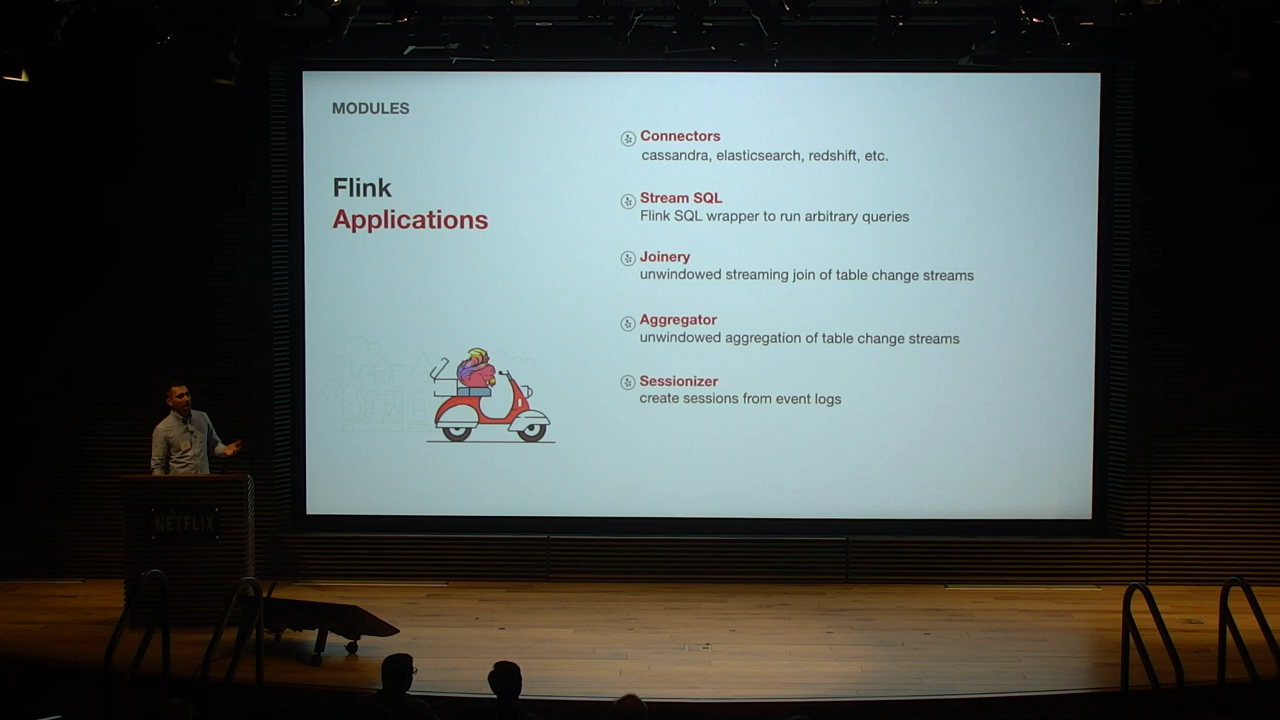 MODULES
Flink
Applications
Connectors
cassandra, elasticsearch, redshift, etc.
Stream SQL
Flink SQL wrapper to run arbitrary queries
Joinery
unwindowed streaming join of table change streams
Aggregator
unwindowed aggregation of table change streams
Sessionizer
create sessions from event logs
NETFLIX